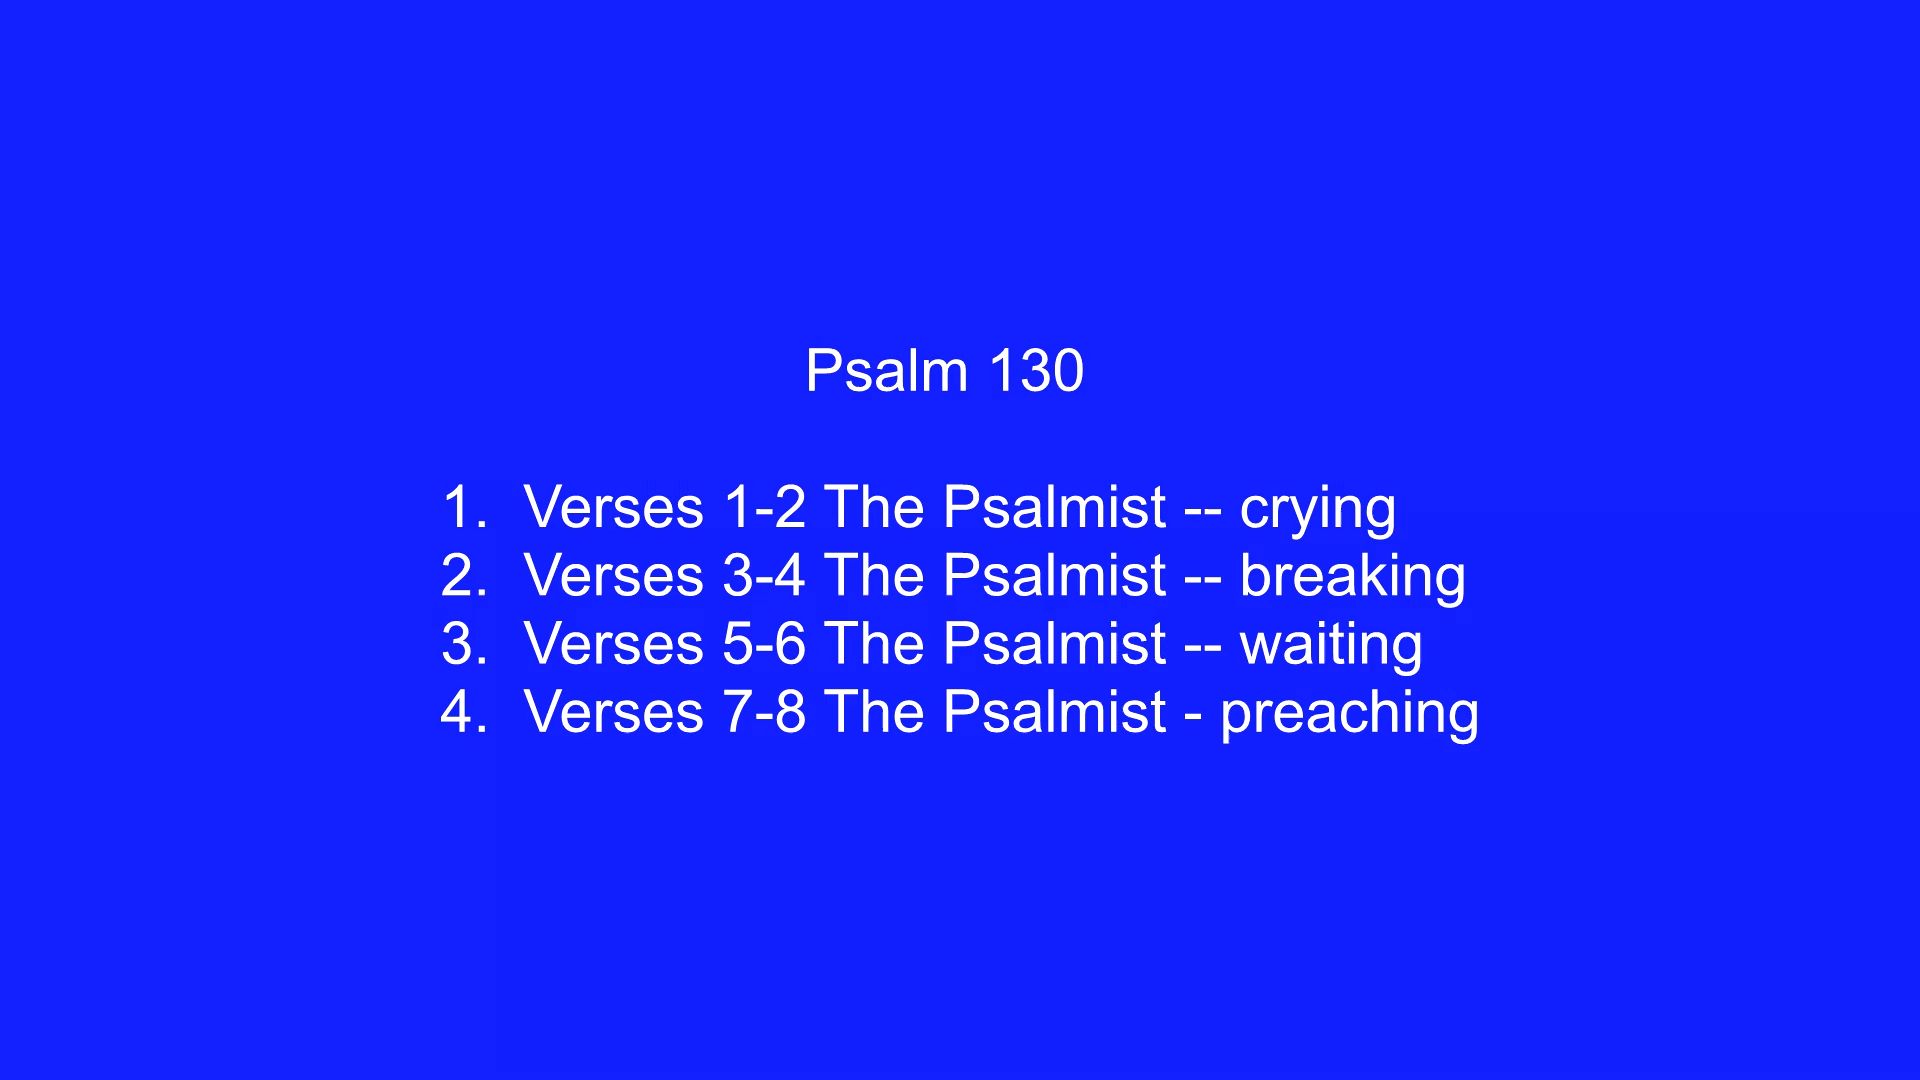 Psalm 130
1. Verses 1-2 The Psalmist -- crying
2. Verses 3-4 The Psalmist -- breaking
3. Verses 5-6 The Psalmist -- waiting
4. Verses 7-8 The Psalmist - preaching